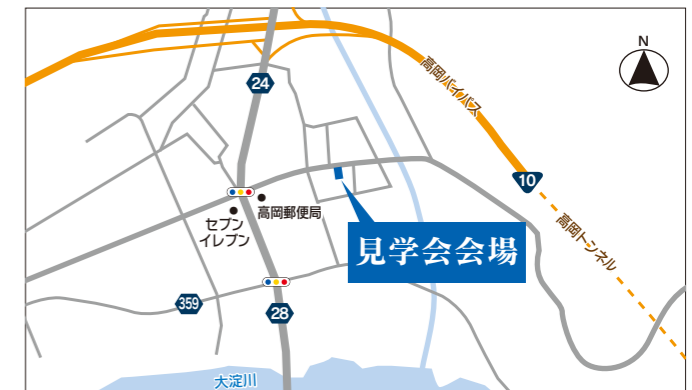 N
24
高岡バイパス
10
高岡トンネル
高岡郵便局
セブン
イレブン
見学会会場
359
28
大淀川